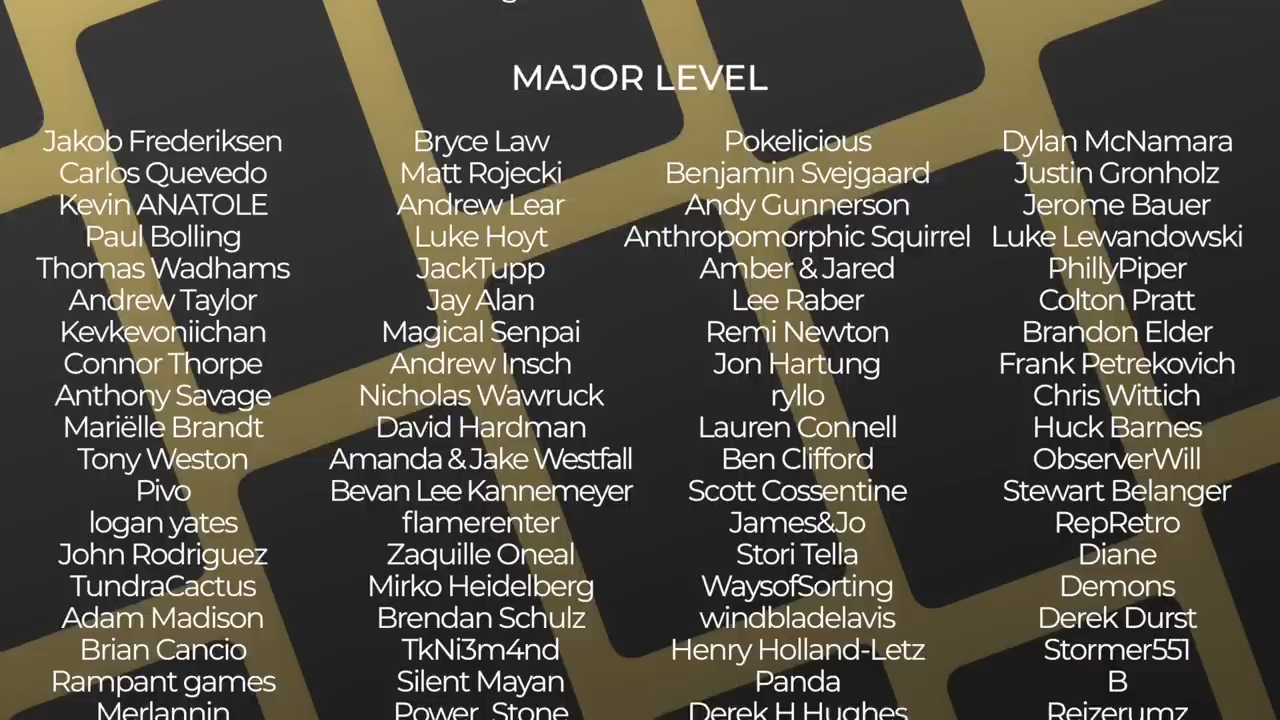 MAJOR LEVEL
Jakob Frederiksen
Carlos Quevedo
Kevin ANATOLE
Paul Bolling
Thomas Wadhams
Andrew Taylor
Kevkevoniichan
Connor Thorpe
Anthony Savage
Mariëlle Brandt
Tony Weston
Pivo
logan yates
John Rodriguez
TundraCactus
Adam Madison
Brian Cancio
Rampant games
Merlannin
Bryce Law
Matt Rojecki
Andrew Lear
Luke Hoyt
JackTupp
Jay Alan
Magical Senpai
Andrew Insch
Nicholas Wawruck
David Hardman
Amanda & Jake Westfall
Bevan Lee Kannemeyer
flamerenter
Zaquille Oneal
Mirko Heidelberg
Brendan Schulz
TkNi3m4nd
Silent Mayan
Power_Stone
Pokelicious
Benjamin Svejgaard
Andy Gunnerson
Anthropomorphic Squirrel
Amber & Jared
Lee Raber
Remi Newton
Jon Hartung
ryllo
Lauren Connell
Ben Clifford
Scott Cossentine
James&Jo
Stori Tella
WaysofSorting
windbladelavis
Henry Holland-Letz
Panda
Derek H Hughes
Dylan McNamara
Justin Gronholz
Jerome Bauer
Luke Lewandowski
PhillyPiper
Colton Pratt
Brandon Elder
Frank Petrekovich
Chris Wittich
Huck Barnes
ObserverWill
Stewart Belanger
RepRetro
Diane
Demons
Derek Durst
Stormer551
B
Reizerumz